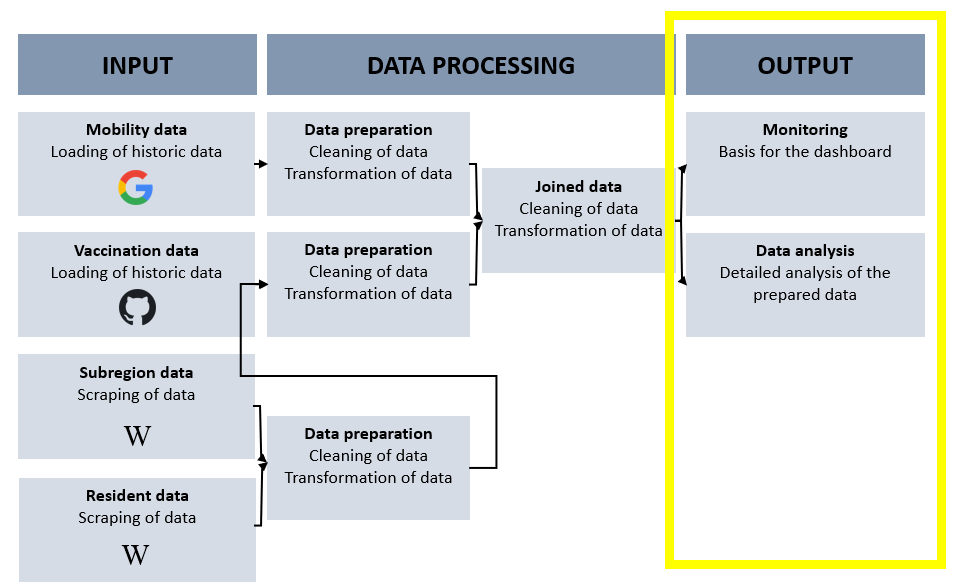 INPUT
DATA PROCESSING
OUTPUT
Mobility data
Loading of historic data
Data preparation
Cleaning of data
Transformation of data
Monitoring
Basis for the dashboard
Joined data
Cleaning of data
Transformation of data
Vaccination data
Loading of historic data
Data preparation
Cleaning of data
Transformation of data
Data analysis
Detailed analysis of the
prepared data
Subregion data
Scraping of data
W
Data preparation
Cleaning of data
Transformation of data
Resident data
Scraping of data
W